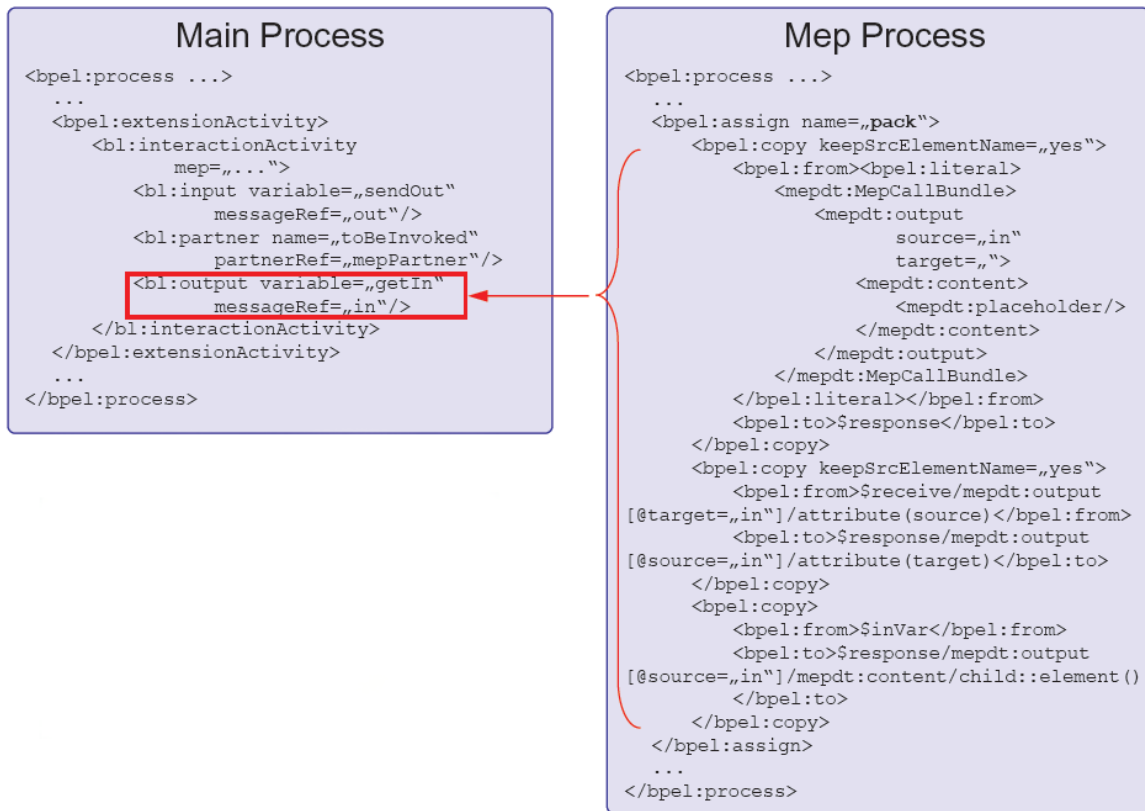 Main Process
<bpel:process ...>
...
<bpel:extensionActivity>
<bl:interactionActivity
mep=„...“>
<bl:input variable=„sendOut“
messageRef=„out“/>
<bl:partner name=„toBeInvoked“
partnerRef=„mepPartner“/>
<bl:output variable=„getIn“
messageRef=„in“/>
</bl:interactionActivity>
</bpel:extensionActivity>
...
</bpel:process>
Mep Process
<bpel:process ...>
...
<bpel:assign name=„pack“>
<bpel:copy keepSrcElementName=„yes“>
<bpel:from><bpel:literal>
<mepdt:MepCallBundle>
<mepdt:output
source=„in“
target=„“>
<mepdt:content>
<mepdt:placeholder/>
</mepdt:content>
</mepdt:output>
</mepdt:MepCallBundle>
</bpel:literal></bpel:from>
<bpel:to>$response</bpel:to>
</bpel:copy>
<bpel:copy keepSrcElementName=„yes“>
<bpel:from>$receive/mepdt:output
[@target=„in“]/attribute(source)</bpel:from>
<bpel:to>$response/mepdt:output
[@source=„in“]/attribute(target)</bpel:to>
</bpel:copy>
<bpel:copy>
<bpel:from>$inVar</bpel:from>
<bpel:to>$response/mepdt:output
[@source=„in“]/mepdt:content/child::element()
</bpel:to>
</bpel:copy>
</bpel:assign>
...
</bpel:process>